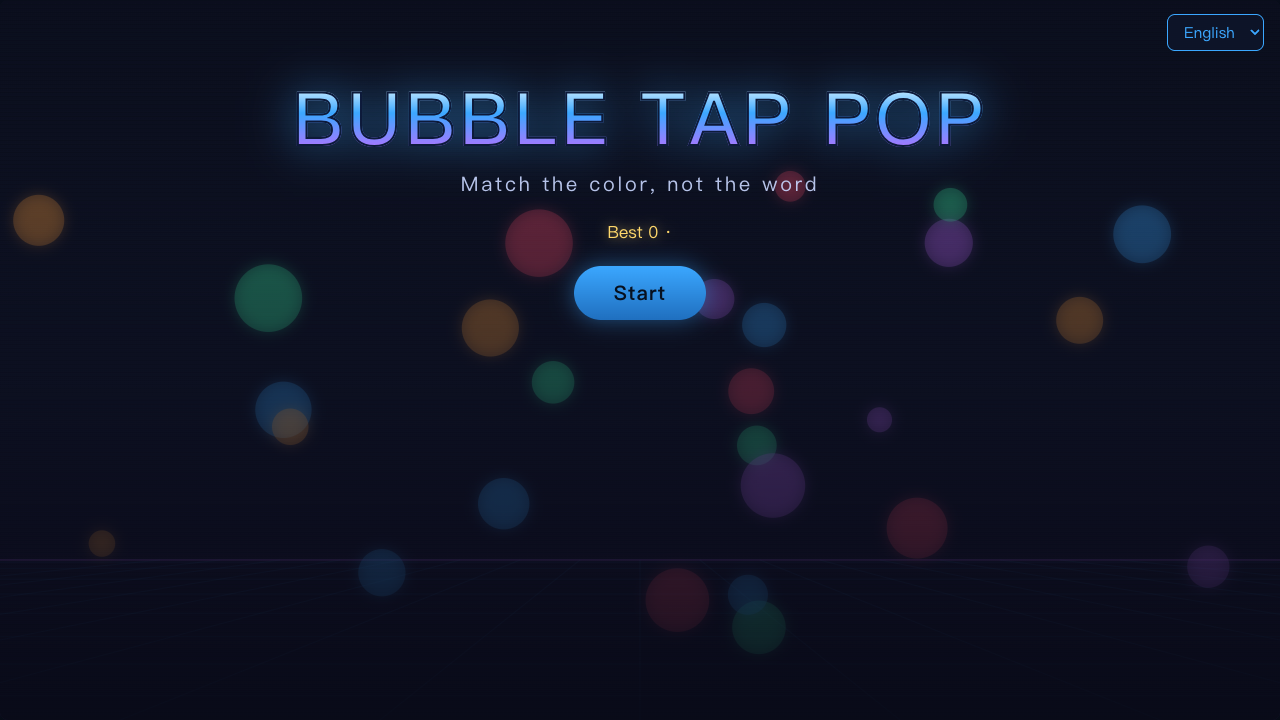 English
BUBBLE TAP POP
Match the color, not the word
Best 0 ·
Start